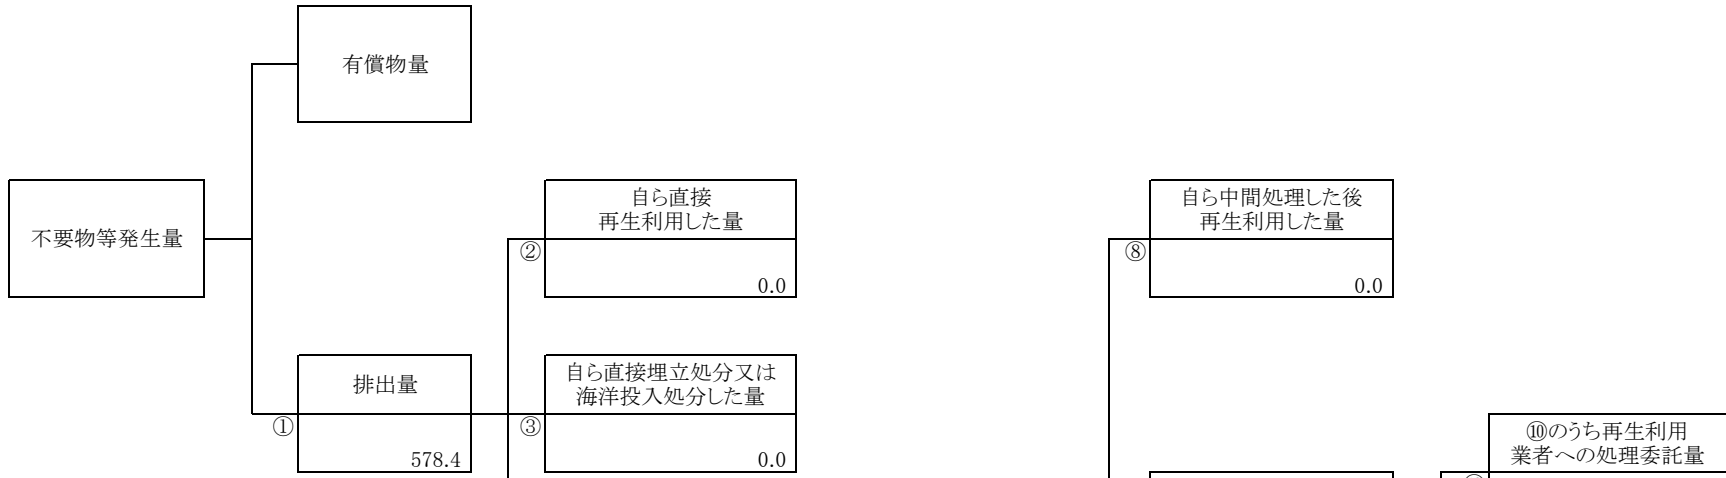 有償物量
不要物等発生量
自ら直接
再生利用した量
②
0.0
自ら中間処理した後
再生利用した量
⑧
0.0
排出量
①
578.4
自ら直接埋立処分又は
海洋投入処分した量
③
0.0
⑩のうち再生利用
業者への処理委託量